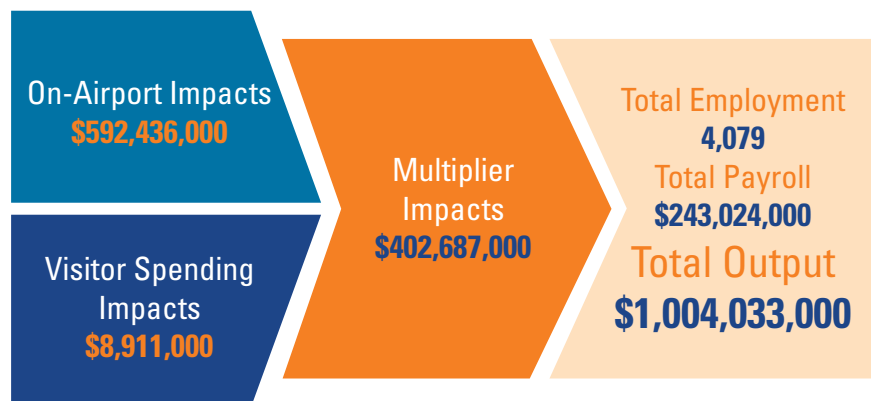 On-Airport Impacts
$592,436,000
Visitor Spending
Impacts
$8,911,000
Multiplier
Impacts
$402,687,000
Total Employment
4,079
Total Payroll
$243,024,000
Total Output
$1,004,033,000